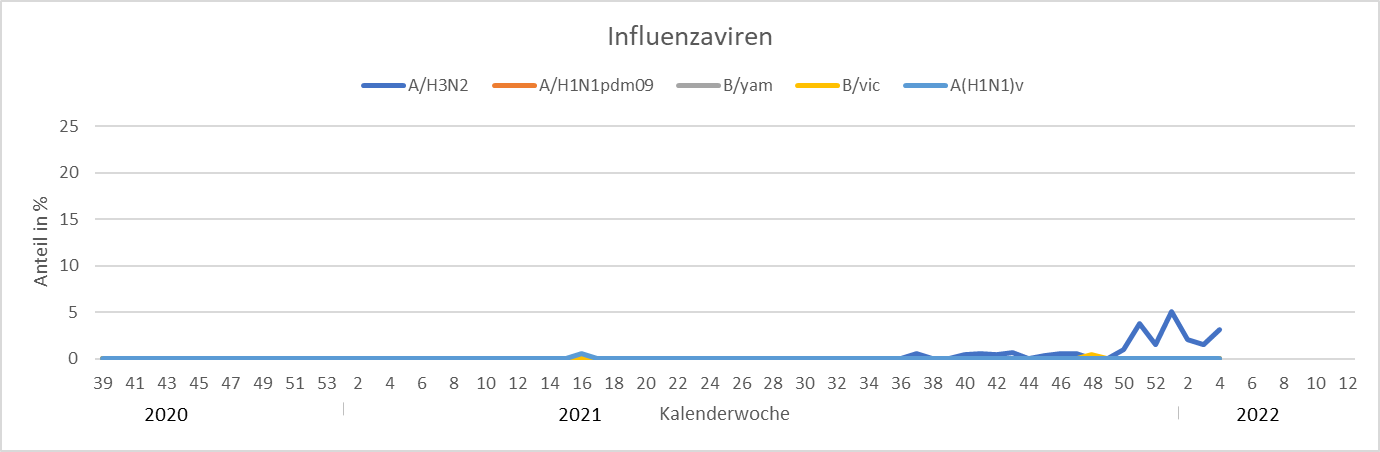 Influenzaviren
A/H3N2 A/H1N1pdm09 B/yam B/vic A(H1N1)v
25
20
15
10
5
0
Anteil in %
39 41 43 45 47 49 51 53 2 4 6 8 10 12 14 16 18 20 22 24 26 28 30 32 34 36 38 40 42 44 46 48 50 52 2 4 6 8 10 12
2020 2021 Kalenderwoche 2022